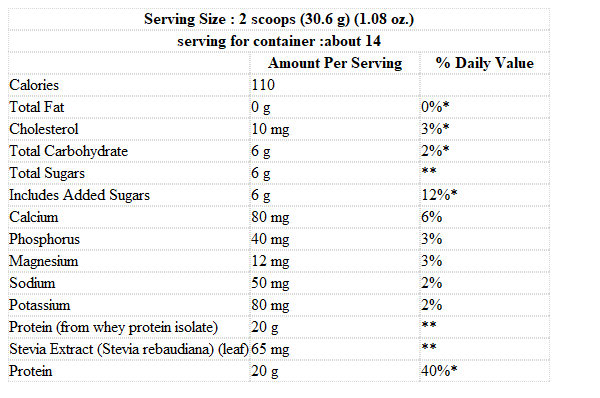 Serving Size : 2 scoops (30.6 g) (1.08 oz.)
serving for container :about 14
Amount Per Serving % Daily Value
Calories 110
Total Fat 0 g 0%*
Cholesterol 10 mg 3%*
Total Carbohydrate 6 g 2%*
Total Sugars 6 g **
Includes Added Sugars 6 g 12%*
Calcium 80 mg 6%
Phosphorus 40 mg 3%
Magnesium 12 mg 3%
Sodium 50 mg 2%
Potassium 80 mg 2%
Protein (from whey protein isolate) 20 g **
Stevia Extract (Stevia rebaudiana) (leaf) 65 mg **
Protein 20 g 40%*